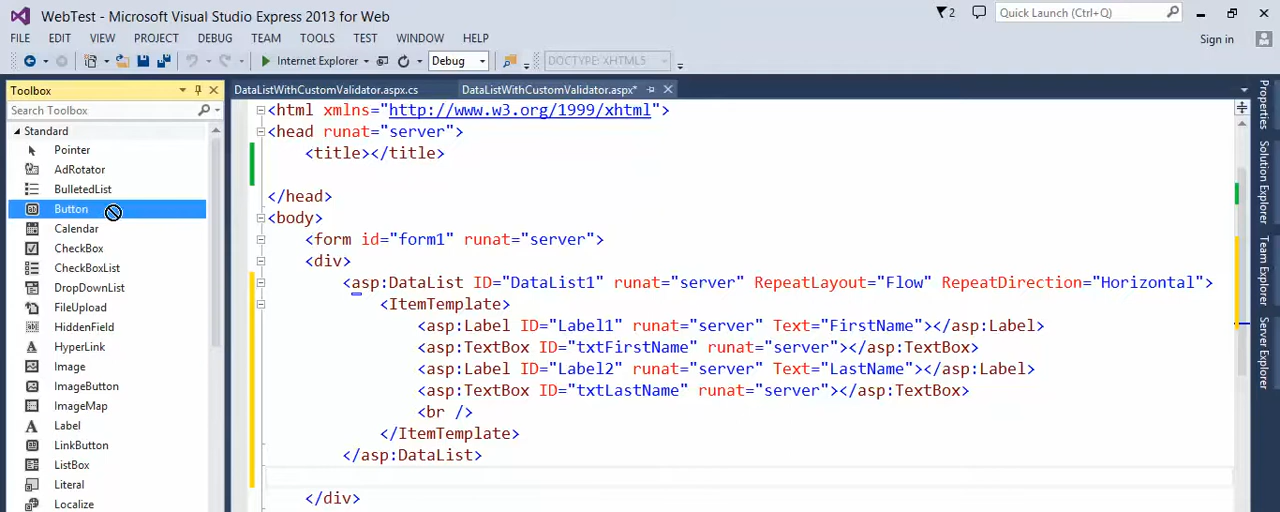 WebTest - Microsoft Visual Studio Express 2013 for Web
2
Quick Launch (Ctrl+Q)
FILE EDIT VIEW PROJECT DEBUG TEAM TOOLS TEST WINDOW HELP
Sign in
Internet Explorer
Debug
DOCTYPE: XHTML5
Toolbox
Search Toolbox
Standard
Pointer
AdRotator
BulletedList
Button
Calendar
CheckBox
CheckBoxList
DropDownList
FileUpload
HiddenField
HyperLink
Image
ImageButton
ImageMap
Label
LinkButton
ListBox
Literal
Localize
DataListWithCustomValidator.aspx.cs
DataListWithCustomValidator.aspx*
<html xmlns="http://www.w3.org/1999/xhtml">
<head runat="server">
<title></title>
</head>
<body>
<form id="form1" runat="server">
<div>
<asp:DataList ID="DataList1" runat="server" RepeatLayout="Flow" RepeatDirection="Horizontal">
<ItemTemplate>
<asp:Label ID="Label1" runat="server" Text="FirstName"></asp:Label>
<asp:TextBox ID="txtFirstName" runat="server"></asp:TextBox>
<asp:Label ID="Label2" runat="server" Text="LastName"></asp:Label>
<asp:TextBox ID="txtLastName" runat="server"></asp:TextBox>
<br />
</ItemTemplate>
</asp:DataList>
</div>
Properties
Solution Explorer
Team Explorer
Server Explorer